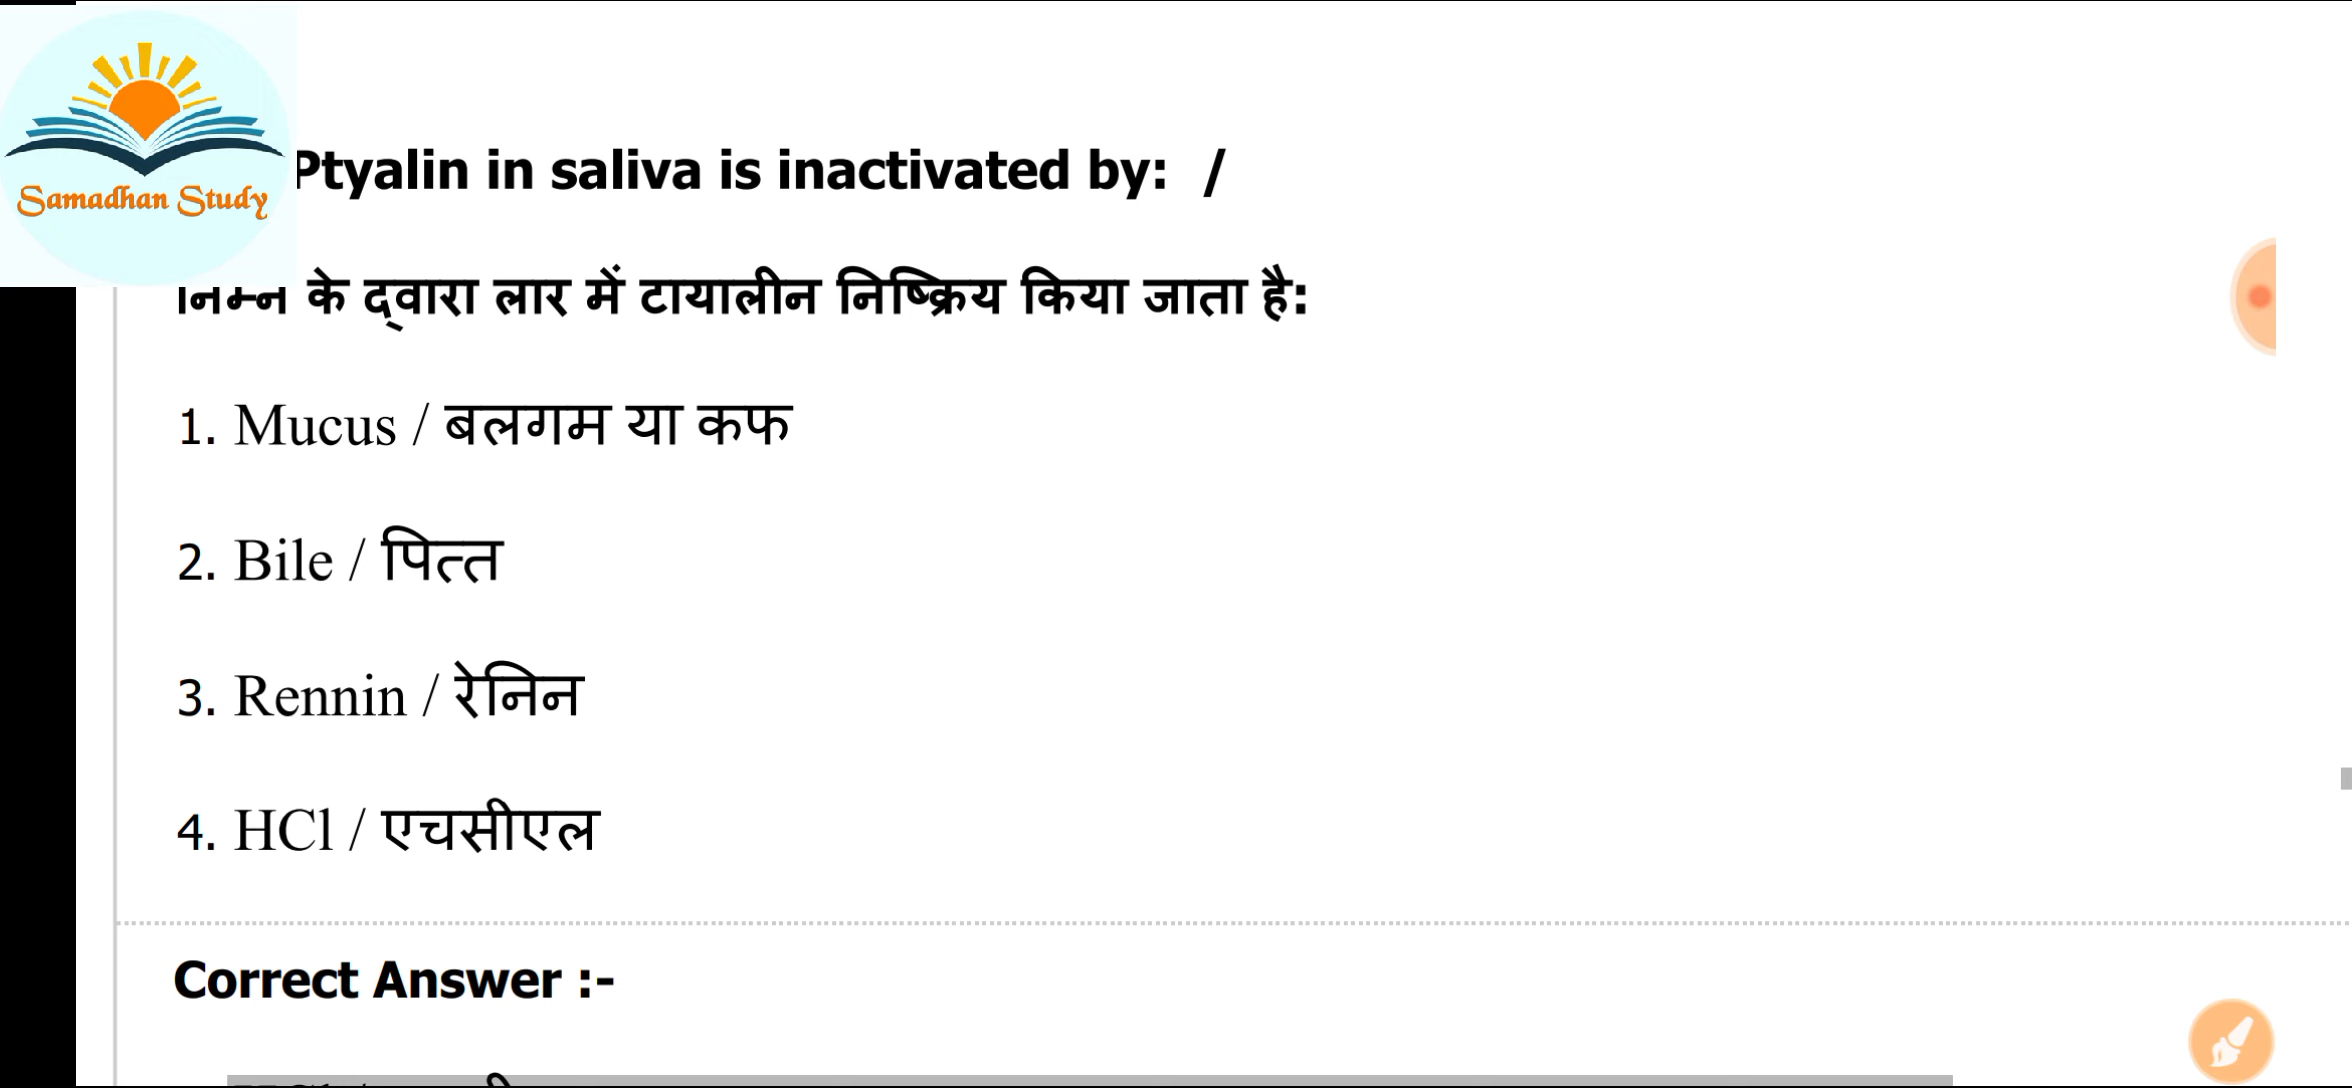 Samadhan Study
Ptyalin in saliva is inactivated by: /
निम्न के द्वारा लार में टायालीन निष्क्रिय किया जाता है:
1. Mucus / बलगम या कफ
2. Bile / पित्त
3. Rennin / रेनिन
4. HCl / एचसीएल
Correct Answer :-